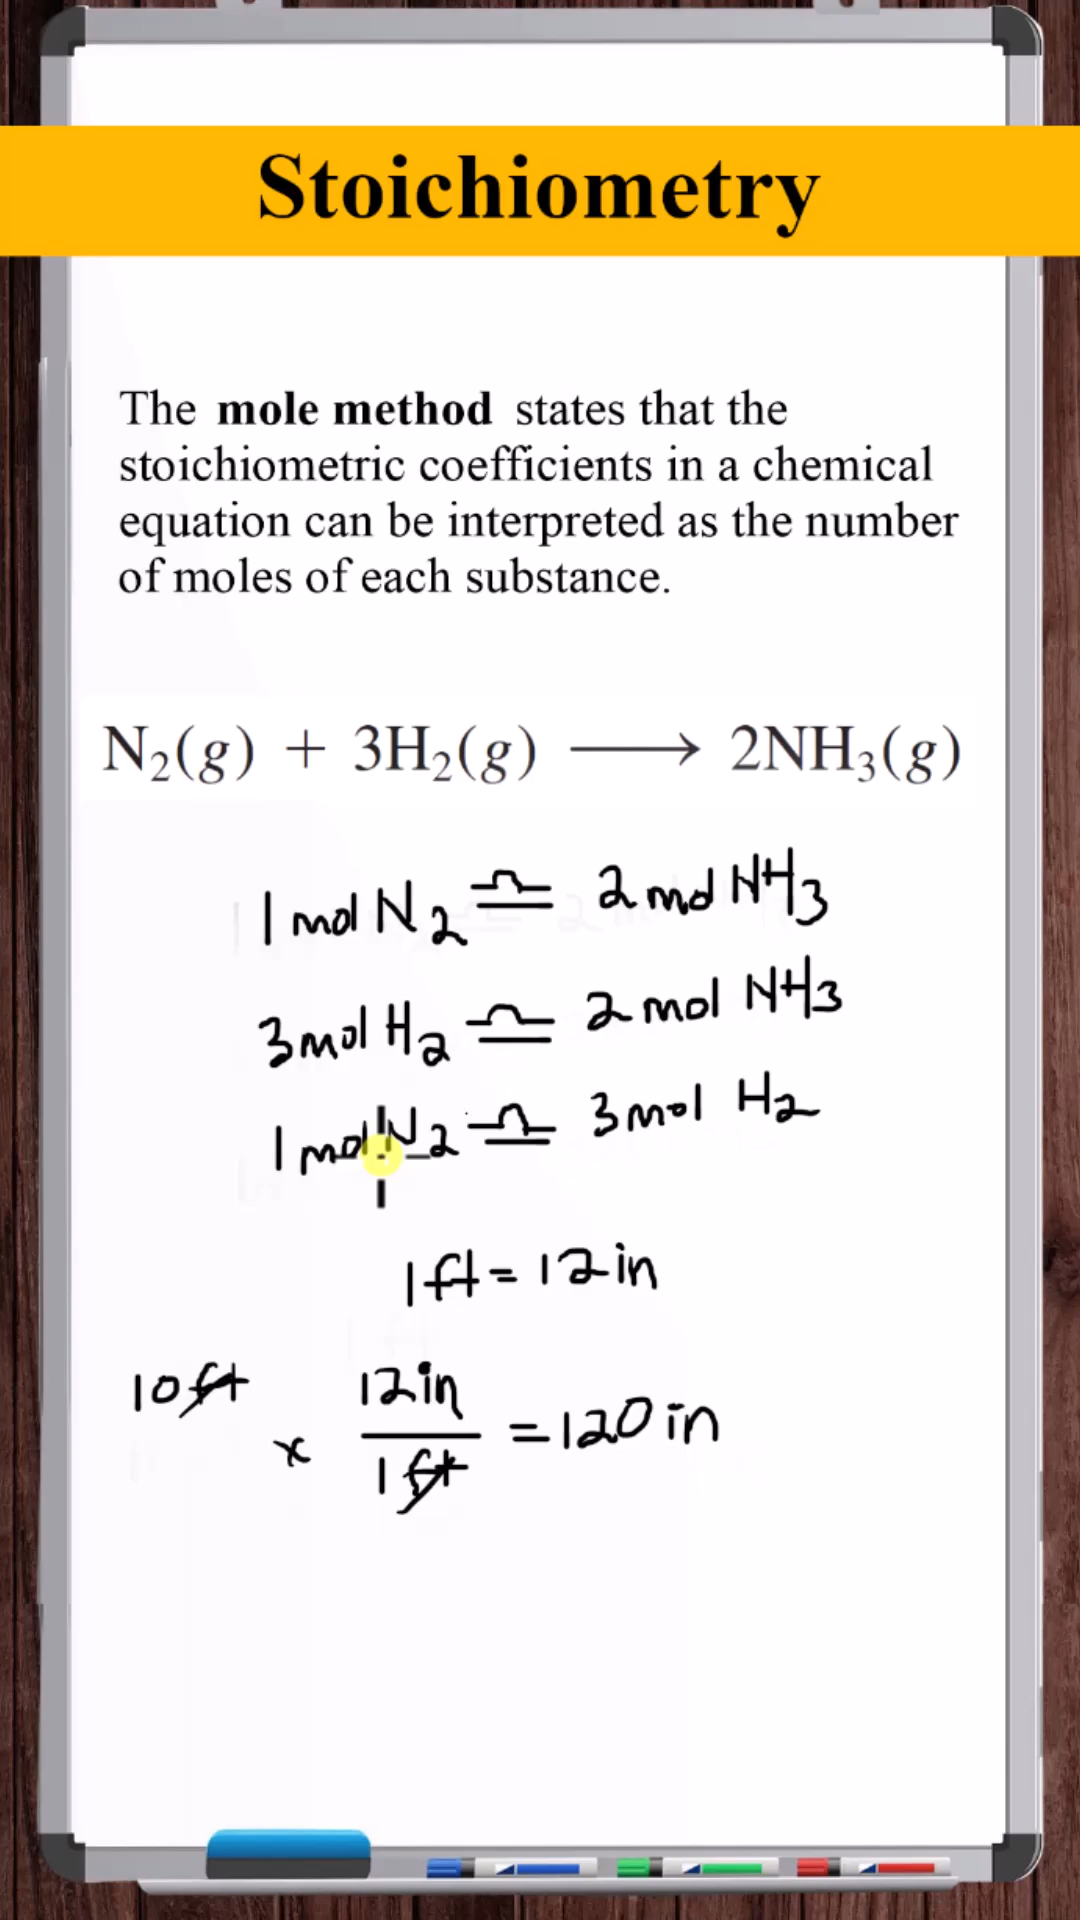 Stoichiometry
The mole method states that the
stoichiometric coefficients in a chemical
equation can be interpreted as the number
of moles of each substance.
N₂(g) + 3H₂(g) ⟶ 2NH₃(g)
1 mol N₂ ≏ 2 mol NH₃
3 mol H₂ ≏ 2 mol NH₃
1 mol N₂ ≏ 3 mol H₂
1 ft = 12 in
10 ft × 12 in / 1 ft = 120 in